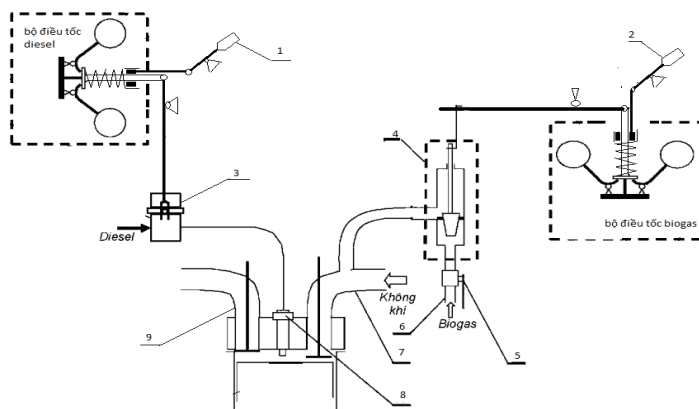 bộ điều tốc
diesel
1
2
3
4
Diesel
Không
khí
6
Biogas
5
7
8
9
bộ điều tốc biogas